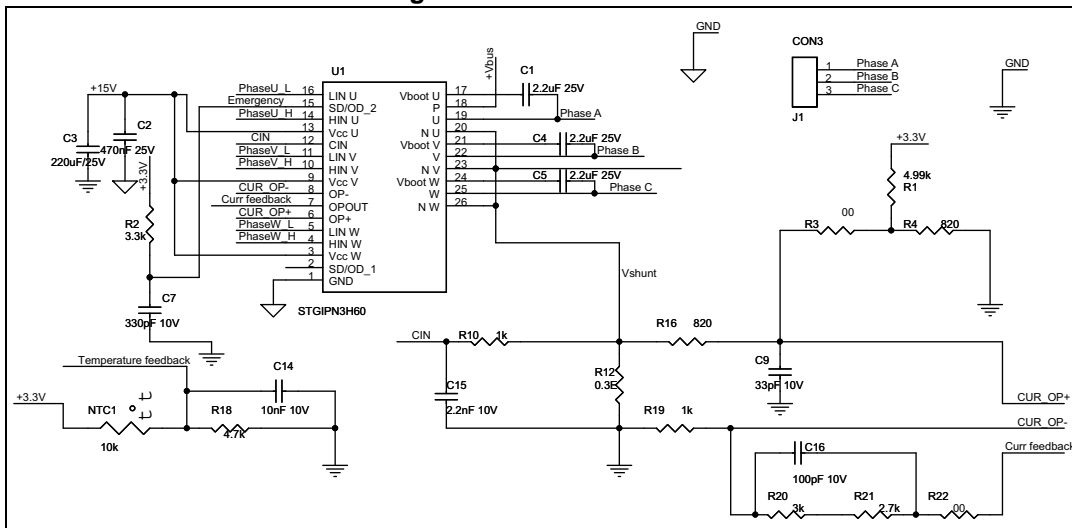 GND
CON3
1 Phase A
2 Phase B
3 Phase C
J1
GND
+15V
C3
220uF/25V
C2
470nF 25V
+3.3V
R2
3.3k
C7
330pF 10V
U1
PhaseU_L 16 LIN U
Emergency 15 SD/OD_2
PhaseU_H 14 HIN U
13 Vcc U
CIN 12 CIN
PhaseV_L 11 LIN V
PhaseV_H 10 HIN V
9 Vcc V
CUR_OP- 8 OP-
Curr feedback 7 OPOUT
CUR_OP+ 6 OP+
PhaseW_L 5 LIN W
PhaseW_H 4 HIN W
3 Vcc W
2 SD/OD_1
1 GND
Vboot U 17
P 18
U 19
N U 20
Vboot V 21
V 22
N V 23
Vboot W 24
W 25
N W 26
STGIPN3H60
+Vbus
C1
2.2uF 25V
Phase A
C4 2.2uF 25V
Phase B
C5 2.2uF 25V
Phase C
+3.3V
4.99k
R1
R3 00
R4 820
Vshunt
CIN
R10 1k
R16 820
C15
2.2nF 10V
R12
0.3E
C9
33pF 10V
R19 1k
CUR_OP+
CUR_OP-
Curr feedback
C16
100pF 10V
R20 3k
R21 2.7k
R22 00
Temperature feedback
+3.3V
NTC1
10k
C14
10nF 10V
R18
4.7k